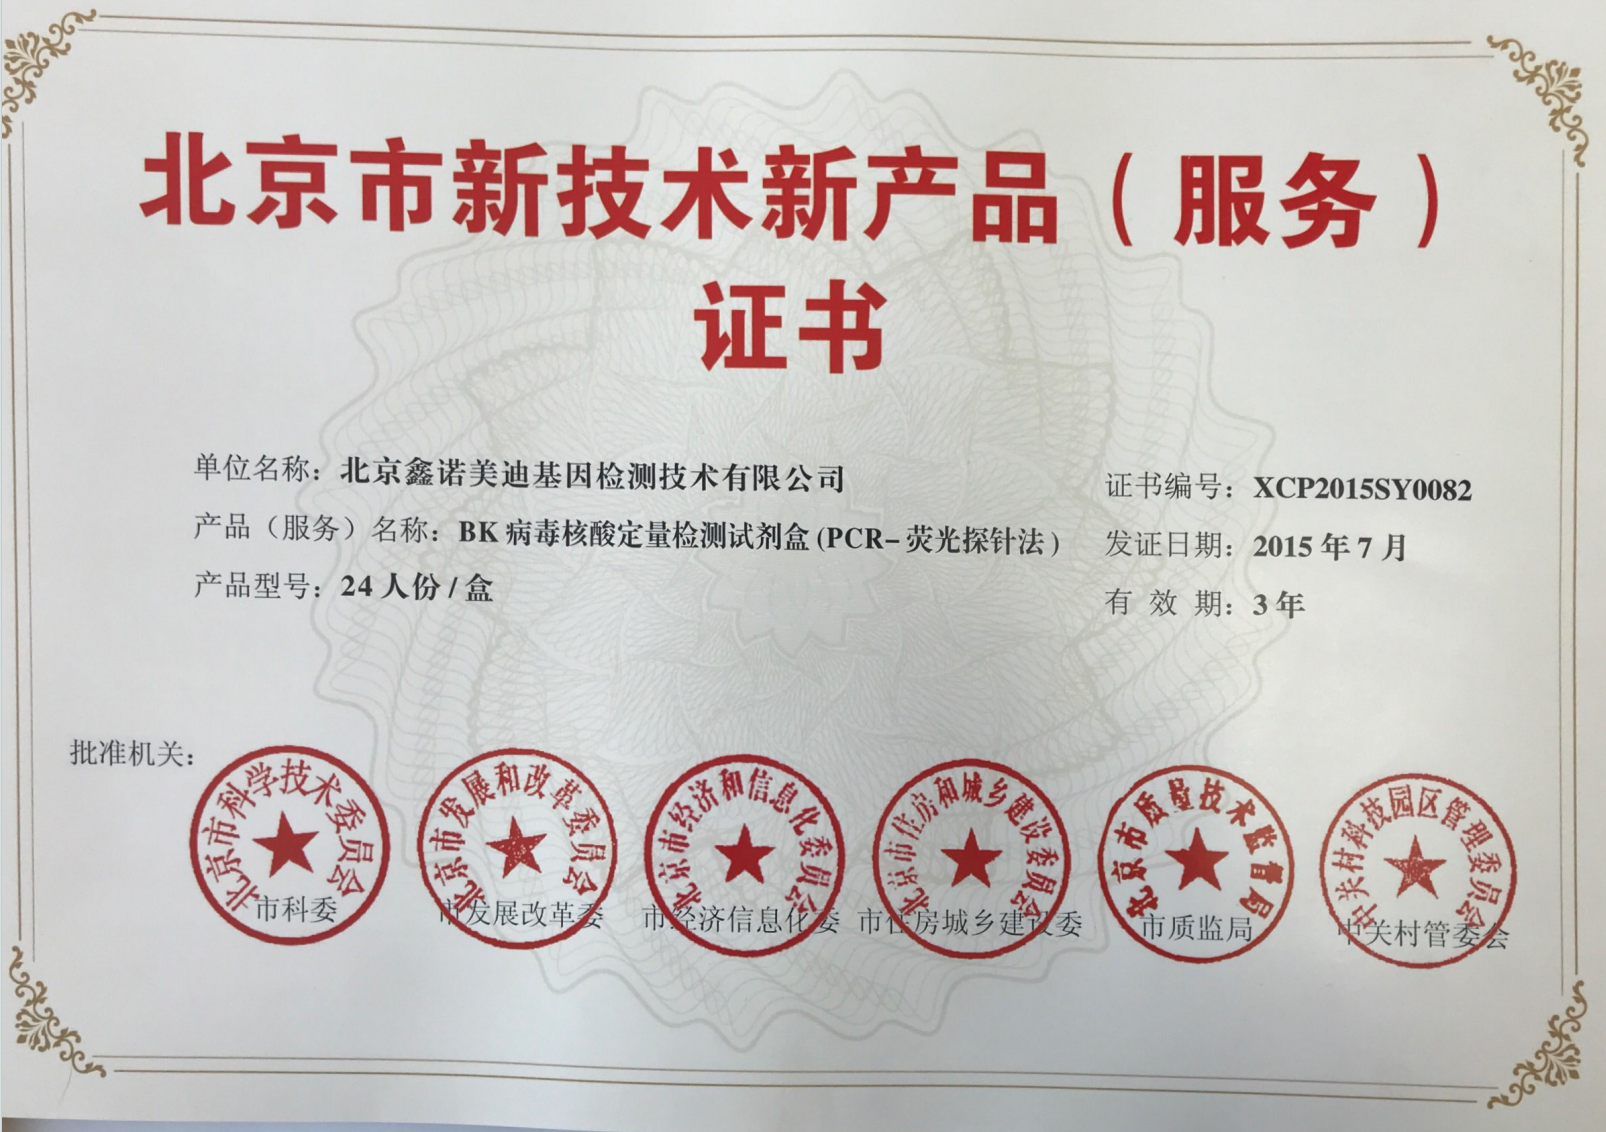 北京市新技术新产品（服务）
证书
单位名称：北京鑫诺美迪基因检测技术有限公司
产品（服务）名称：BK 病毒核酸定量检测试剂盒 (PCR-荧光探针法)
产品型号：24 人份 / 盒
证书编号：XCP2015SY0082
发证日期：2015 年 7 月
有 效 期：3 年
批准机关：
北京市科学技术委员会
市科委
北京市发展和改革委员会
市发展改革委
北京市经济和信息化委员会
市经济信息化委
北京市住房和城乡建设委员会
市住房城乡建设委
北京市质量技术监督局
市质监局
中关村科技园区管理委员会
中关村管委会